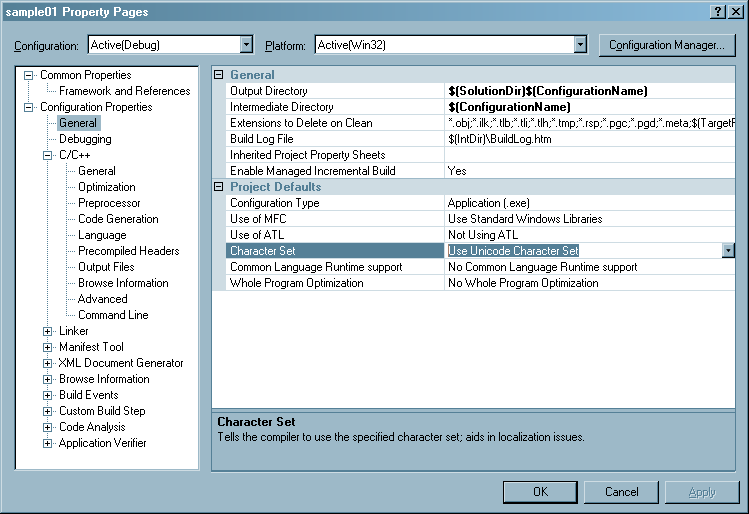 sample01 Property Pages
Configuration: Active(Debug) Platform: Active(Win32) Configuration Manager...
Common Properties
Framework and References
Configuration Properties
General
Debugging
C/C++
General
Optimization
Preprocessor
Code Generation
Language
Precompiled Headers
Output Files
Browse Information
Advanced
Command Line
Linker
Manifest Tool
XML Document Generator
Browse Information
Build Events
Custom Build Step
Code Analysis
Application Verifier
General
Output Directory $(SolutionDir)$(ConfigurationName)
Intermediate Directory $(ConfigurationName)
Extensions to Delete on Clean *.obj;*.ilk;*.tlb;*.tli;*.tlh;*.tmp;*.rsp;*.pgc;*.pgd;*.meta;$(TargetF
Build Log File $(IntDir)\BuildLog.htm
Inherited Project Property Sheets
Enable Managed Incremental Build Yes
Project Defaults
Configuration Type Application (.exe)
Use of MFC Use Standard Windows Libraries
Use of ATL Not Using ATL
Character Set Use Unicode Character Set
Common Language Runtime support No Common Language Runtime support
Whole Program Optimization No Whole Program Optimization
Character Set
Tells the compiler to use the specified character set; aids in localization issues.
OK Cancel Apply